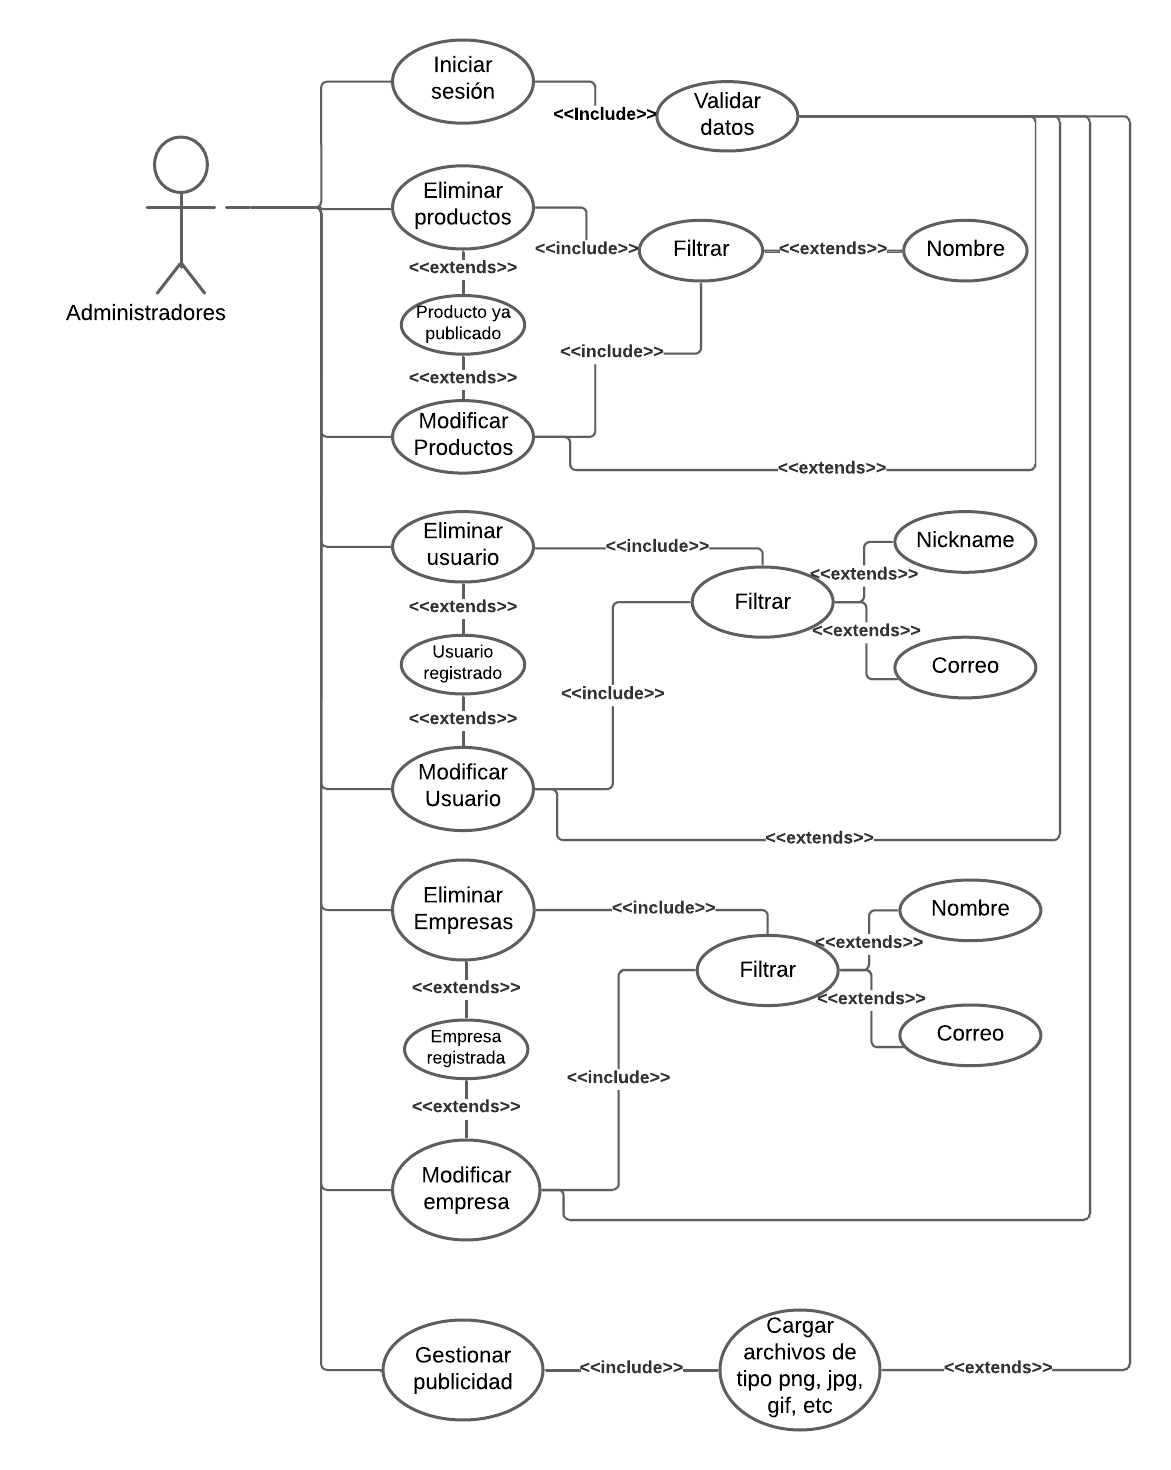 Iniciar
sesión
<<Include>>
Validar
datos
Administradores
Eliminar
productos
<<include>>
Filtrar
<<extends>>
Nombre
<<extends>>
Producto ya
publicado
<<include>>
<<extends>>
Modificar
Productos
<<extends>>
Eliminar
usuario
<<include>>
Nickname
<<extends>>
Filtrar
<<extends>>
<<extends>>
Correo
Usuario
registrado
<<include>>
<<extends>>
Modificar
Usuario
<<extends>>
Eliminar
Empresas
<<include>>
Nombre
<<extends>>
Filtrar
<<extends>>
<<extends>>
Correo
Empresa
registrada
<<include>>
<<extends>>
Modificar
empresa
Gestionar
publicidad
<<include>>
Cargar
archivos de
tipo png, jpg,
gif, etc
<<extends>>